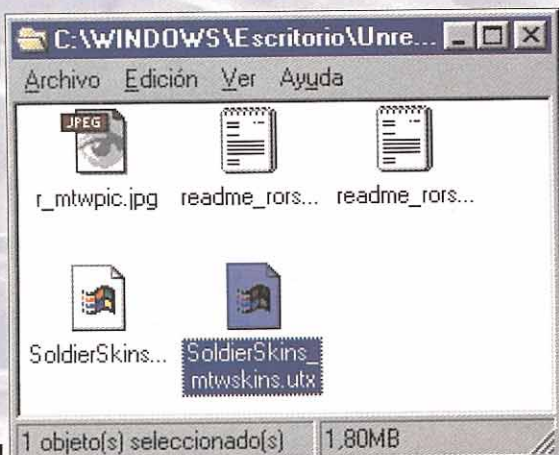 C:\WINDOWS\Escritorio\Unre...
Archivo Edición Ver Ayuda
JPEG
r_mtwpic.jpg readme_rors... readme_rors...
SoldierSkins... SoldierSkins_
mtwskins.utx
1 objeto(s) seleccionado(s) 1,80MB